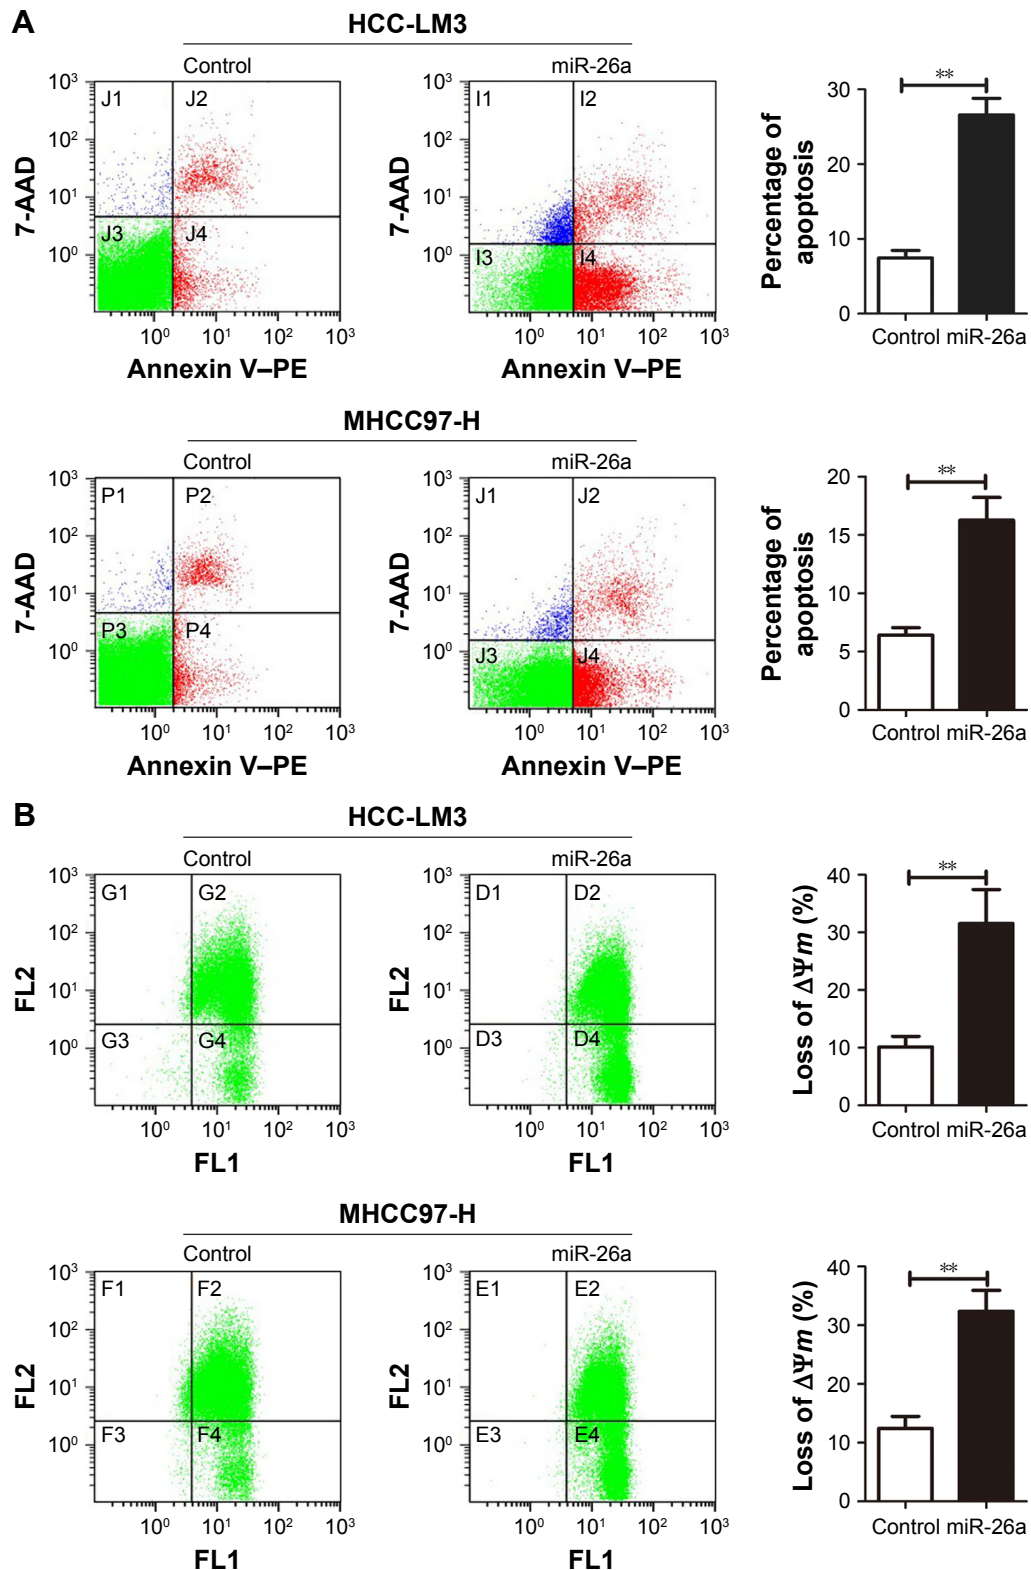 A
HCC-LM3
Control
miR-26a
10³
10²
10¹
10⁰
7-AAD
J1
J2
J3
J4
10⁰ 10¹ 10² 10³
Annexin V–PE
10³
10²
10¹
10⁰
7-AAD
I1
I2
I3
I4
10⁰ 10¹ 10² 10³
Annexin V–PE
Percentage of
apoptosis
30
20
10
0
**
Control miR-26a
MHCC97-H
Control
miR-26a
10³
10²
10¹
10⁰
7-AAD
P1
P2
P3
P4
10⁰ 10¹ 10² 10³
Annexin V–PE
10³
10²
10¹
10⁰
7-AAD
J1
J2
J3
J4
10⁰ 10¹ 10² 10³
Annexin V–PE
Percentage of
apoptosis
20
15
10
5
0
**
Control miR-26a
B
HCC-LM3
Control
miR-26a
10³
10²
10¹
10⁰
FL2
G1
G2
G3
G4
10⁰ 10¹ 10² 10³
FL1
10³
10²
10¹
10⁰
FL2
D1
D2
D3
D4
10⁰ 10¹ 10² 10³
FL1
Loss of ΔΨm (%)
40
30
20
10
0
**
Control miR-26a
MHCC97-H
Control
miR-26a
10³
10²
10¹
10⁰
FL2
F1
F2
F3
F4
10⁰ 10¹ 10² 10³
FL1
10³
10²
10¹
10⁰
FL2
E1
E2
E3
E4
10⁰ 10¹ 10² 10³
FL1
Loss of ΔΨm (%)
40
30
20
10
0
**
Control miR-26a